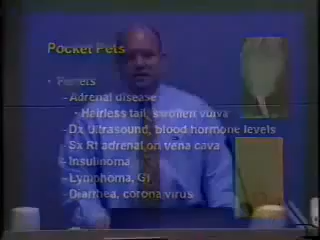 Pocket Pets
• Ferrets
– Adrenal disease
• Hairless tail, swollen vulva
– Dx Ultrasound, blood hormone levels
– Sx Rt adrenal on vena cava
– Insulinoma
– Lymphoma, GI
– Diarrhea, corona virus